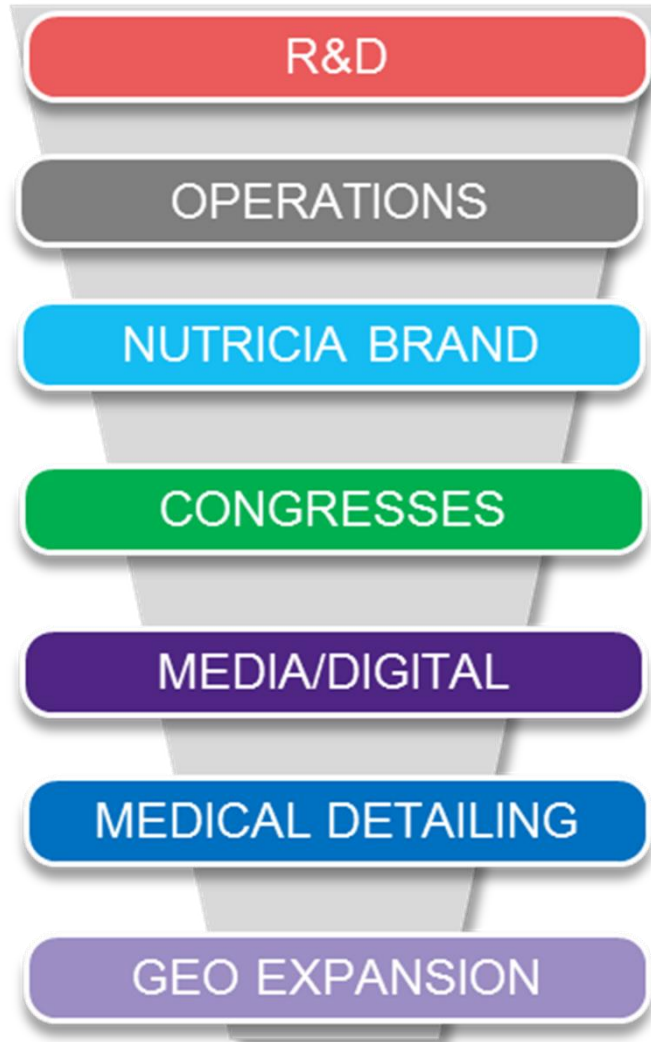 R&D
OPERATIONS
NUTRICIA BRAND
CONGRESSES
MEDIA/DIGITAL
MEDICAL DETAILING
GEO EXPANSION